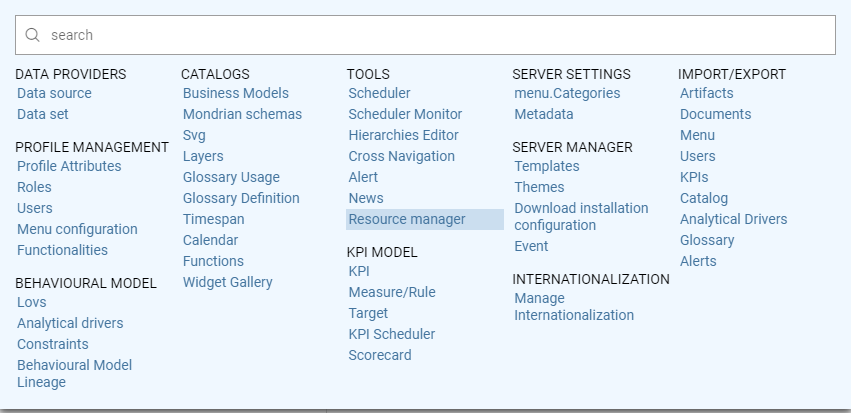 search
DATA PROVIDERS
Data source
Data set
PROFILE MANAGEMENT
Profile Attributes
Roles
Users
Menu configuration
Functionalities
BEHAVIOURAL MODEL
Lovs
Analytical drivers
Constraints
Behavioural Model
Lineage
CATALOGS
Business Models
Mondrian schemas
Svg
Layers
Glossary Usage
Glossary Definition
Timespan
Calendar
Functions
Widget Gallery
TOOLS
Scheduler
Scheduler Monitor
Hierarchies Editor
Cross Navigation
Alert
News
Resource manager
KPI MODEL
KPI
Measure/Rule
Target
KPI Scheduler
Scorecard
SERVER SETTINGS
menu.Categories
Metadata
SERVER MANAGER
Templates
Themes
Download installation
configuration
Event
INTERNATIONALIZATION
Manage
Internationalization
IMPORT/EXPORT
Artifacts
Documents
Menu
Users
KPIs
Catalog
Analytical Drivers
Glossary
Alerts